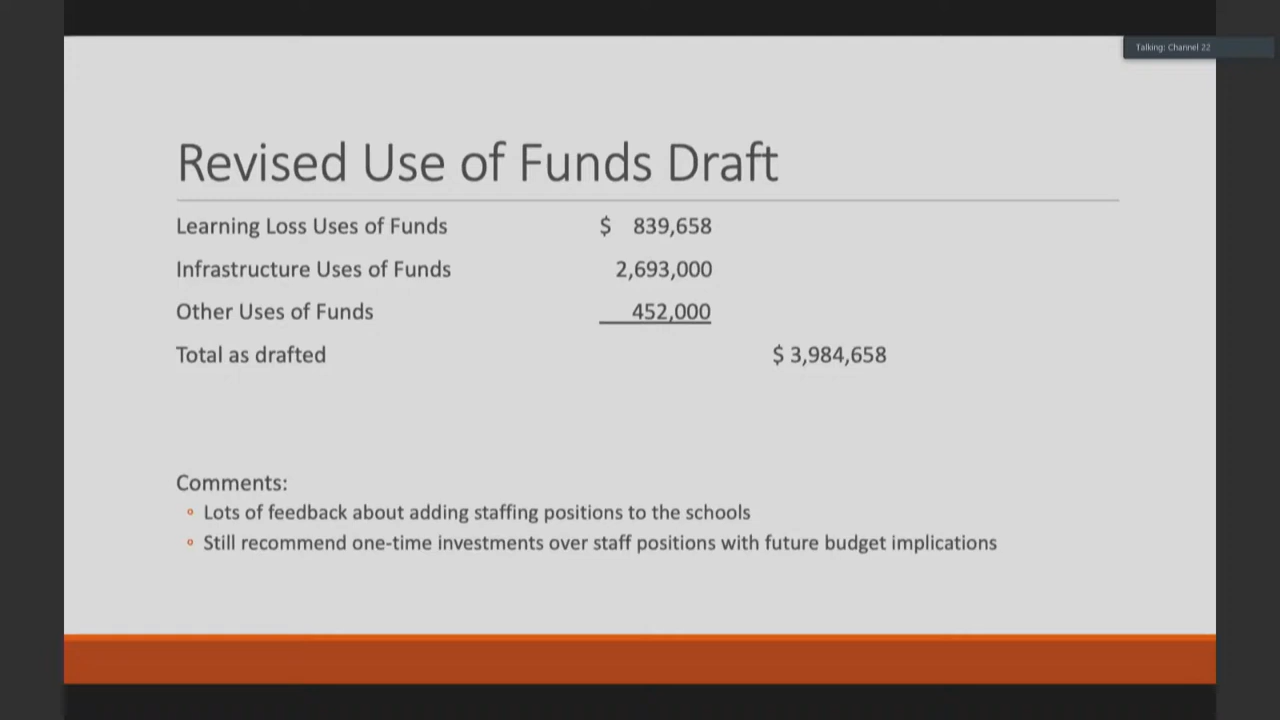 Talking: Channel 22
Revised Use of Funds Draft
Learning Loss Uses of Funds $ 839,658
Infrastructure Uses of Funds 2,693,000
Other Uses of Funds 452,000
Total as drafted $ 3,984,658
Comments:
Lots of feedback about adding staffing positions to the schools
Still recommend one-time investments over staff positions with future budget implications